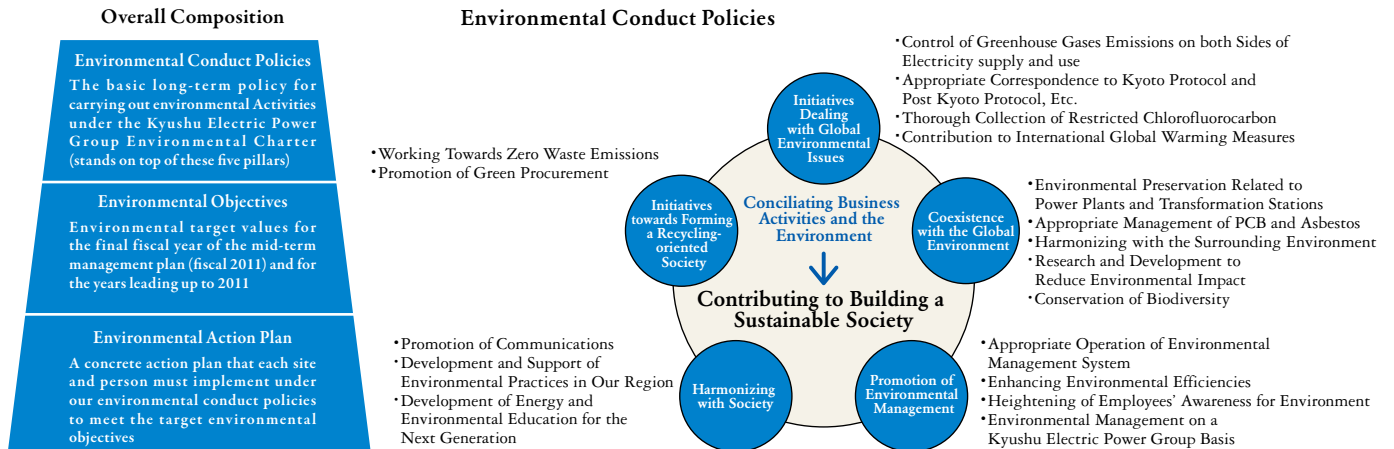 Overall Composition
Environmental Conduct Policies
The basic long-term policy for
carrying out environmental Activities
under the Kyushu Electric Power
Group Environmental Charter
(stands on top of these five pillars)
Environmental Objectives
Environmental target values for
the final fiscal year of the mid-term
management plan (fiscal 2011) and for
the years leading up to 2011
Environmental Action Plan
A concrete action plan that each site
and person must implement under
our environmental conduct policies
to meet the target environmental
objectives
Environmental Conduct Policies
Initiatives
Dealing
with Global
Environmental
Issues
・Control of Greenhouse Gases Emissions on both Sides of
Electricity supply and use
・Appropriate Correspondence to Kyoto Protocol and
Post Kyoto Protocol, Etc.
・Thorough Collection of Restricted Chlorofluorocarbon
・Contribution to International Global Warming Measures
・Working Towards Zero Waste Emissions
・Promotion of Green Procurement
Initiatives
towards Forming
a Recycling-
oriented
Society
Conciliating Business
Activities and the
Environment
Contributing to Building a
Sustainable Society
Coexistence
with the Global
Environment
・Environmental Preservation Related to
Power Plants and Transformation Stations
・Appropriate Management of PCB and Asbestos
・Harmonizing with the Surrounding Environment
・Research and Development to
Reduce Environmental Impact
・Conservation of Biodiversity
・Promotion of Communications
・Development and Support of
Environmental Practices in Our Region
・Development of Energy and
Environmental Education for the
Next Generation
Harmonizing
with Society
Promotion of
Environmental
Management
・Appropriate Operation of Environmental
Management System
・Enhancing Environmental Efficiencies
・Heightening of Employees' Awareness for Environment
・Environmental Management on a
Kyushu Electric Power Group Basis